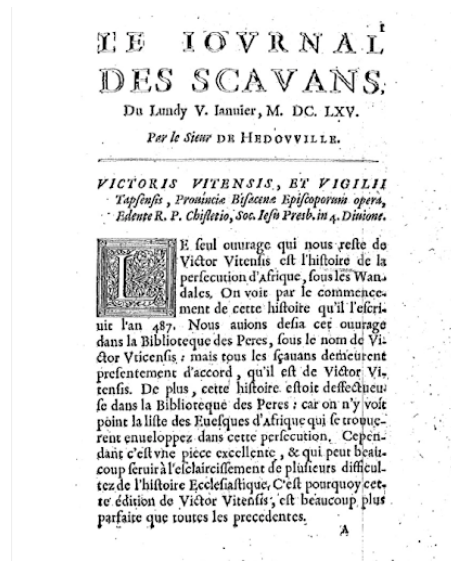 1
LE IOVRNAL
DES SCAVANS.
Du Lundy V. Ianuier, M. DC. LXV.
Par le Sieur DE HEDOVVILLE.
VICTORIS VITENSIS, ET VIGILII
Tapsensis, Prouinciæ Bisacenæ Episcoporum opera,
Edente R. P. Chisletio, Soc. Iesu Presb. in 4. Diuione.
LE seul ouurage qui nous reste de
Victor Vitensis est l'histoire de la
persecution d'Afrique, sous les Wan-
dales. On voit par le commence-
ment de cette histoire qu'il l'escri-
uit l'an 487. Nous auions desia cet ouurage
dans la Biblioteque des Peres, sous le nom de Vi-
ctor Vticensis : mais tous les sçauans demeurent
presentement d'accord, qu'il est de Victor Vi-
tensis. De plus, cette histoire estoit deffectueu-
se dans la Biblioteque des Peres : car on n'y voit
point la liste des Euesques d'Afrique qui se trouue-
rent enueloppez dans cette persecution. Cepen-
dant c'est vne piece excellente, & qui peut beau-
coup seruir à l'esclaircissement de plusieurs difficul-
tez de l'histoire Ecclesiastique. C'est pourquoy cet-
te édition de Victor Vitensis, est beaucoup plus
parfaite que toutes les precedentes.
A